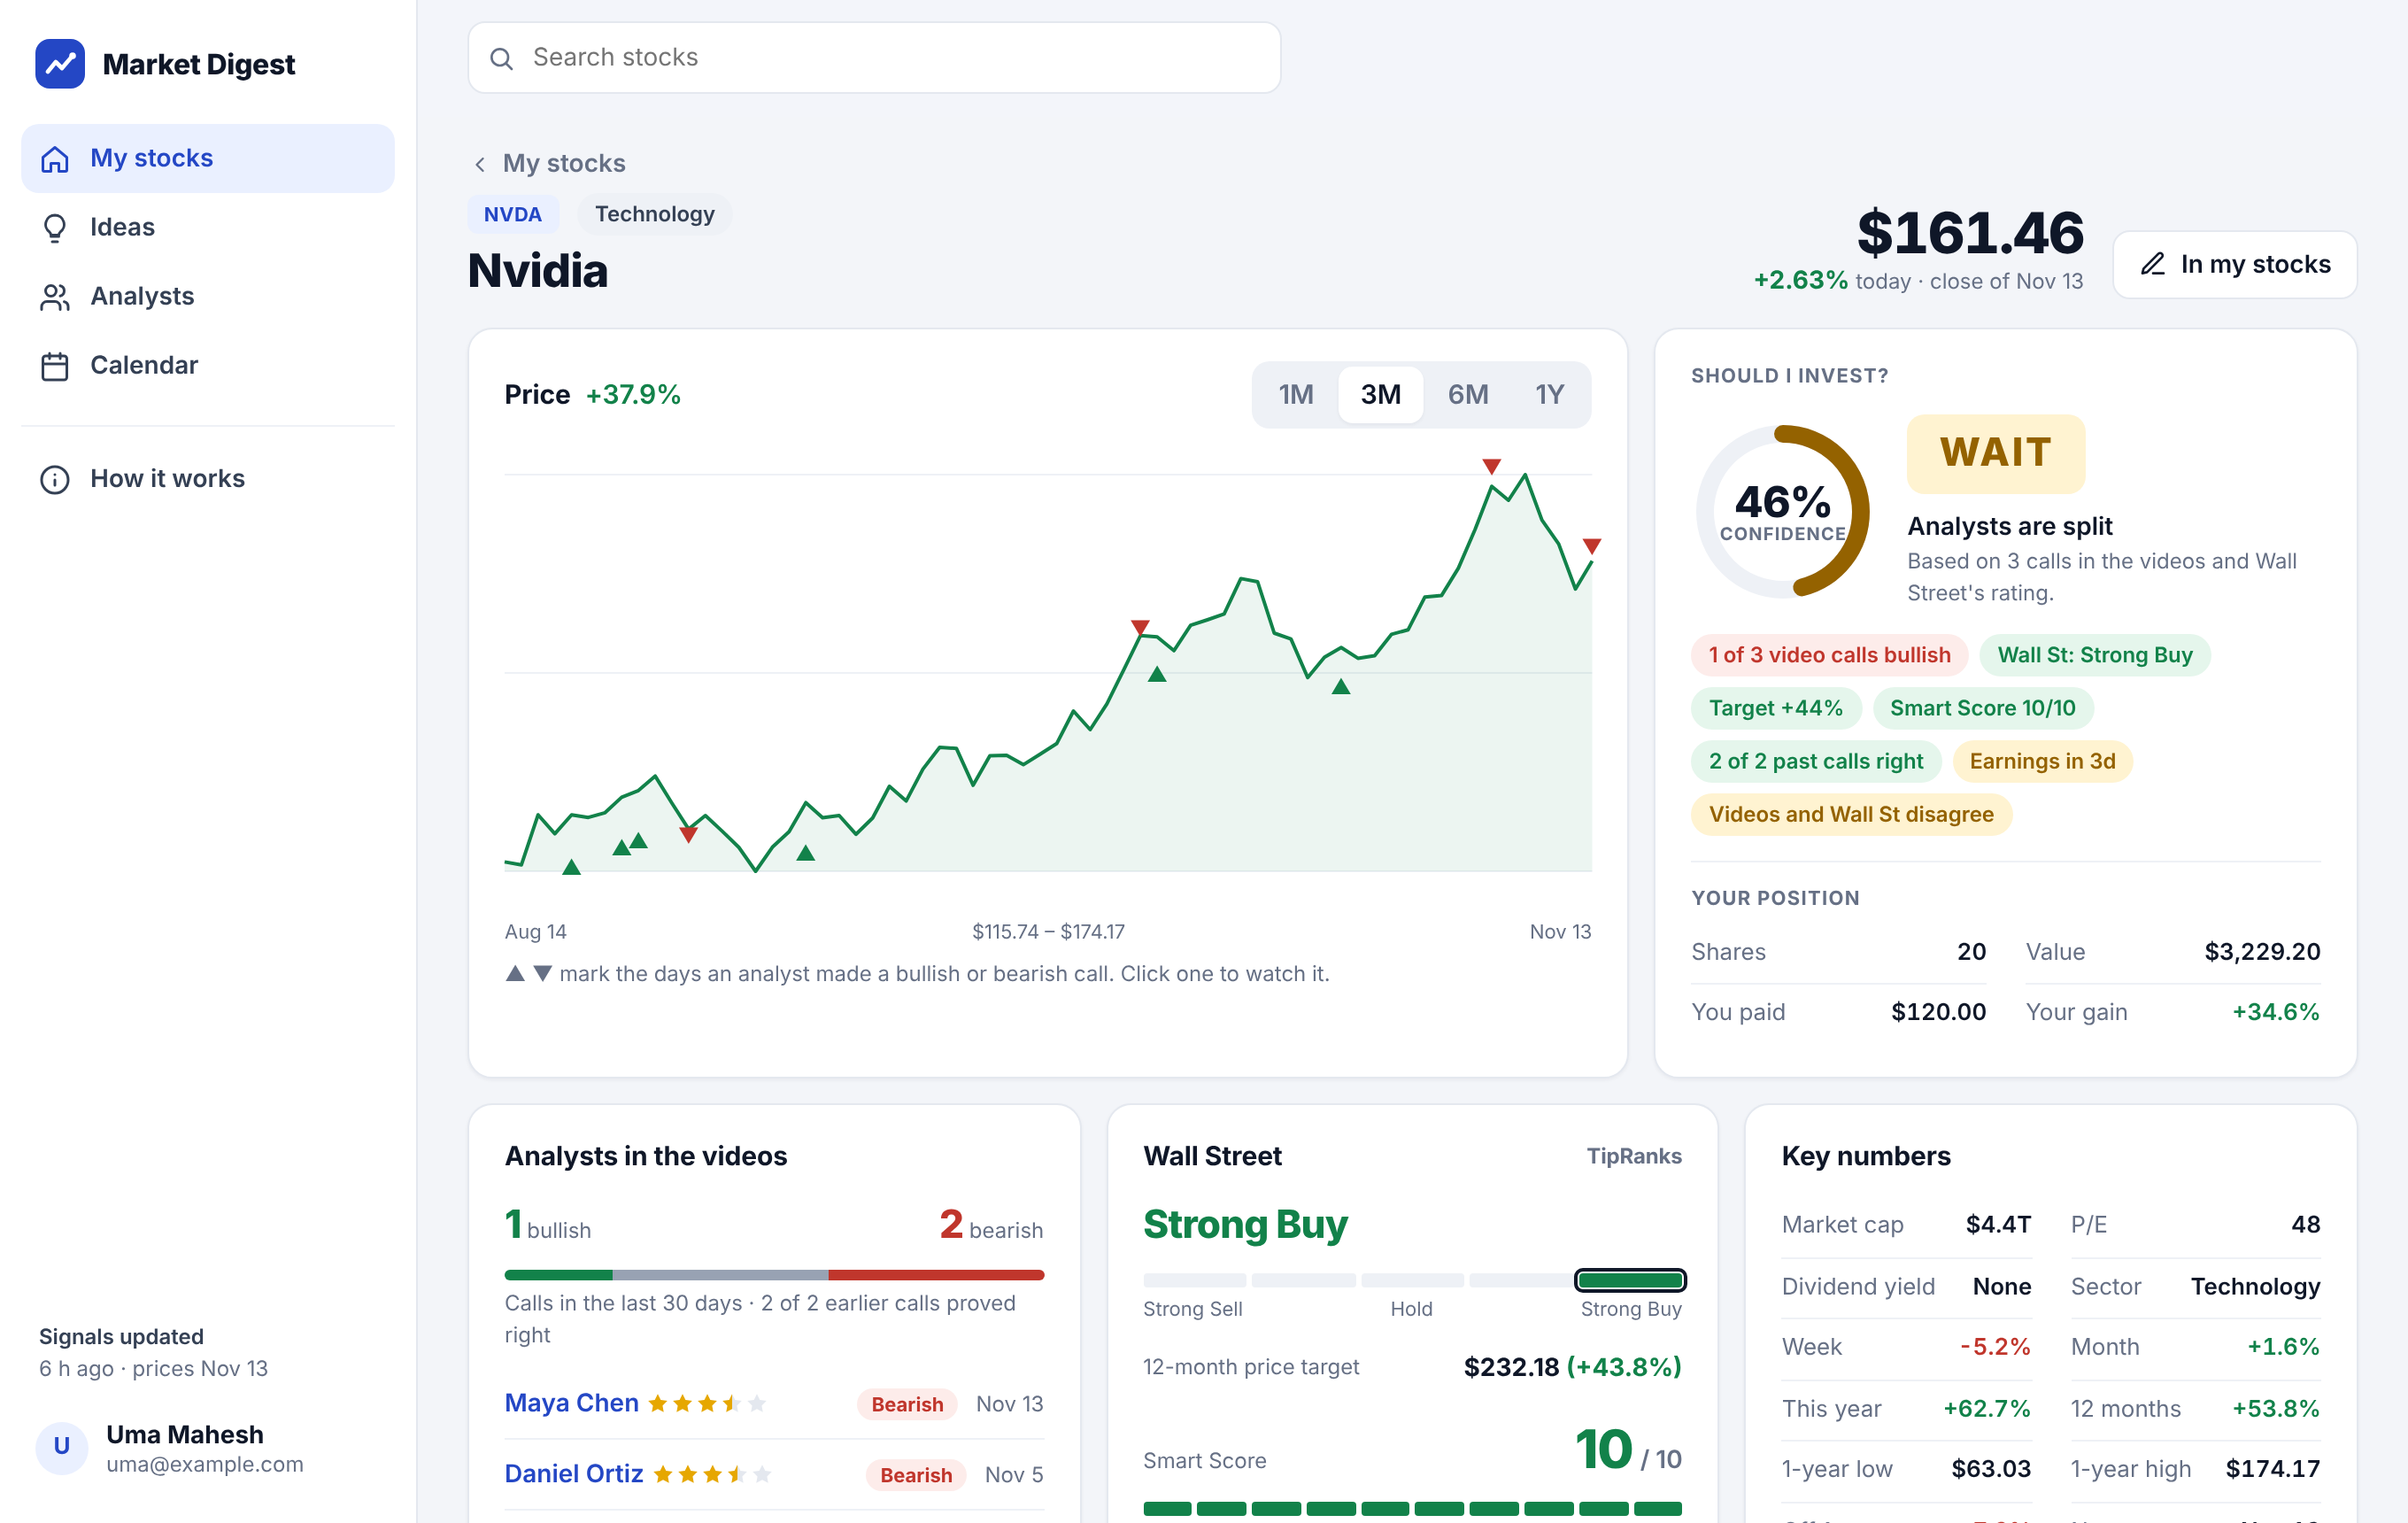 Market Digest
My stocks
Ideas
Analysts
Calendar
How it works
Signals updated
6 h ago · prices Nov 13
U
Uma Mahesh
uma@example.com
Search stocks
My stocks
NVDA Technology
Nvidia
$161.46
+2.63% today · close of Nov 13
In my stocks
Price +37.9%
1M 3M 6M 1Y
Aug 14 $115.74 – $174.17 Nov 13
▲ ▼ mark the days an analyst made a bullish or bearish call. Click one to watch it.
SHOULD I INVEST?
46%
CONFIDENCE
WAIT
Analysts are split
Based on 3 calls in the videos and Wall
Street's rating.
1 of 3 video calls bullish Wall St: Strong Buy
Target +44% Smart Score 10/10
2 of 2 past calls right Earnings in 3d
Videos and Wall St disagree
YOUR POSITION
Shares 20 Value $3,229.20
You paid $120.00 Your gain +34.6%
Analysts in the videos
1 bullish 2 bearish
Calls in the last 30 days · 2 of 2 earlier calls proved
right
Maya Chen Bearish Nov 13
Daniel Ortiz Bearish Nov 5
Wall Street TipRanks
Strong Buy
Strong Sell Hold Strong Buy
12-month price target $232.18 (+43.8%)
Smart Score 10 / 10
Key numbers
Market cap $4.4T P/E 48
Dividend yield None Sector Technology
Week -5.2% Month +1.6%
This year +62.7% 12 months +53.8%
1-year low $63.03 1-year high $174.17